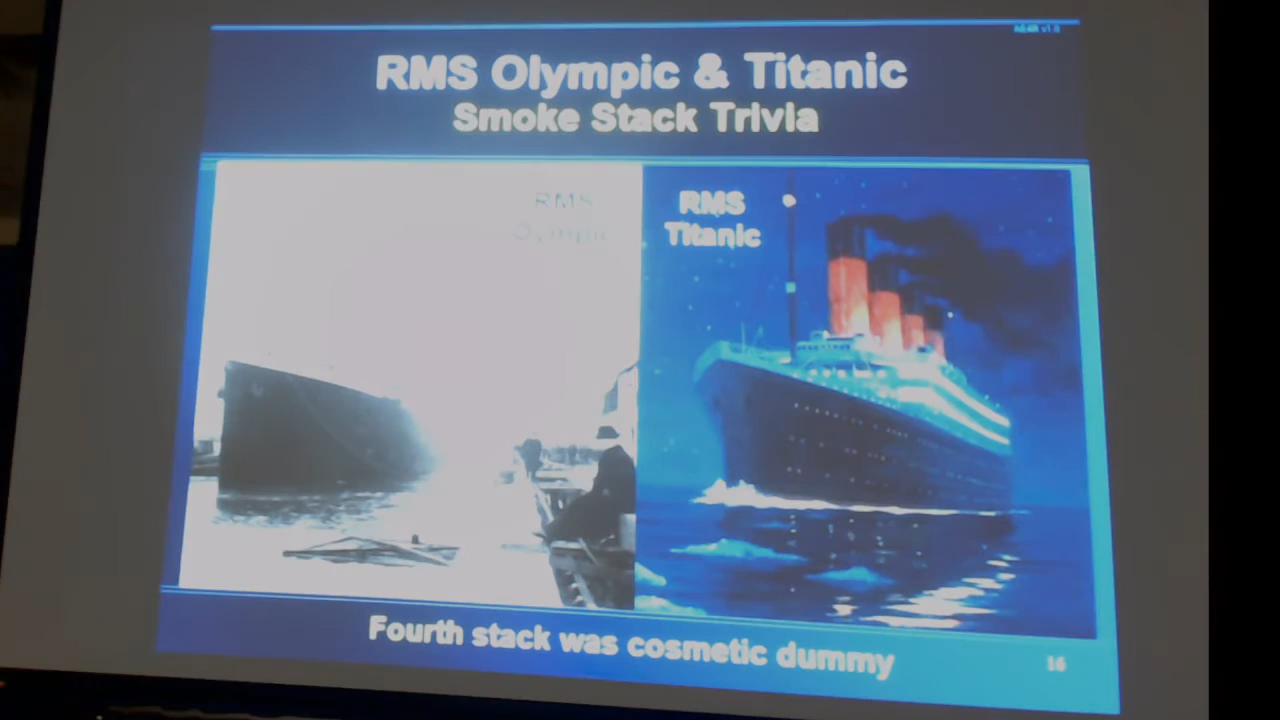 RMS Olympic & Titanic
Smoke Stack Trivia
RMS
Olympic
RMS
Titanic
Fourth stack was cosmetic dummy
16